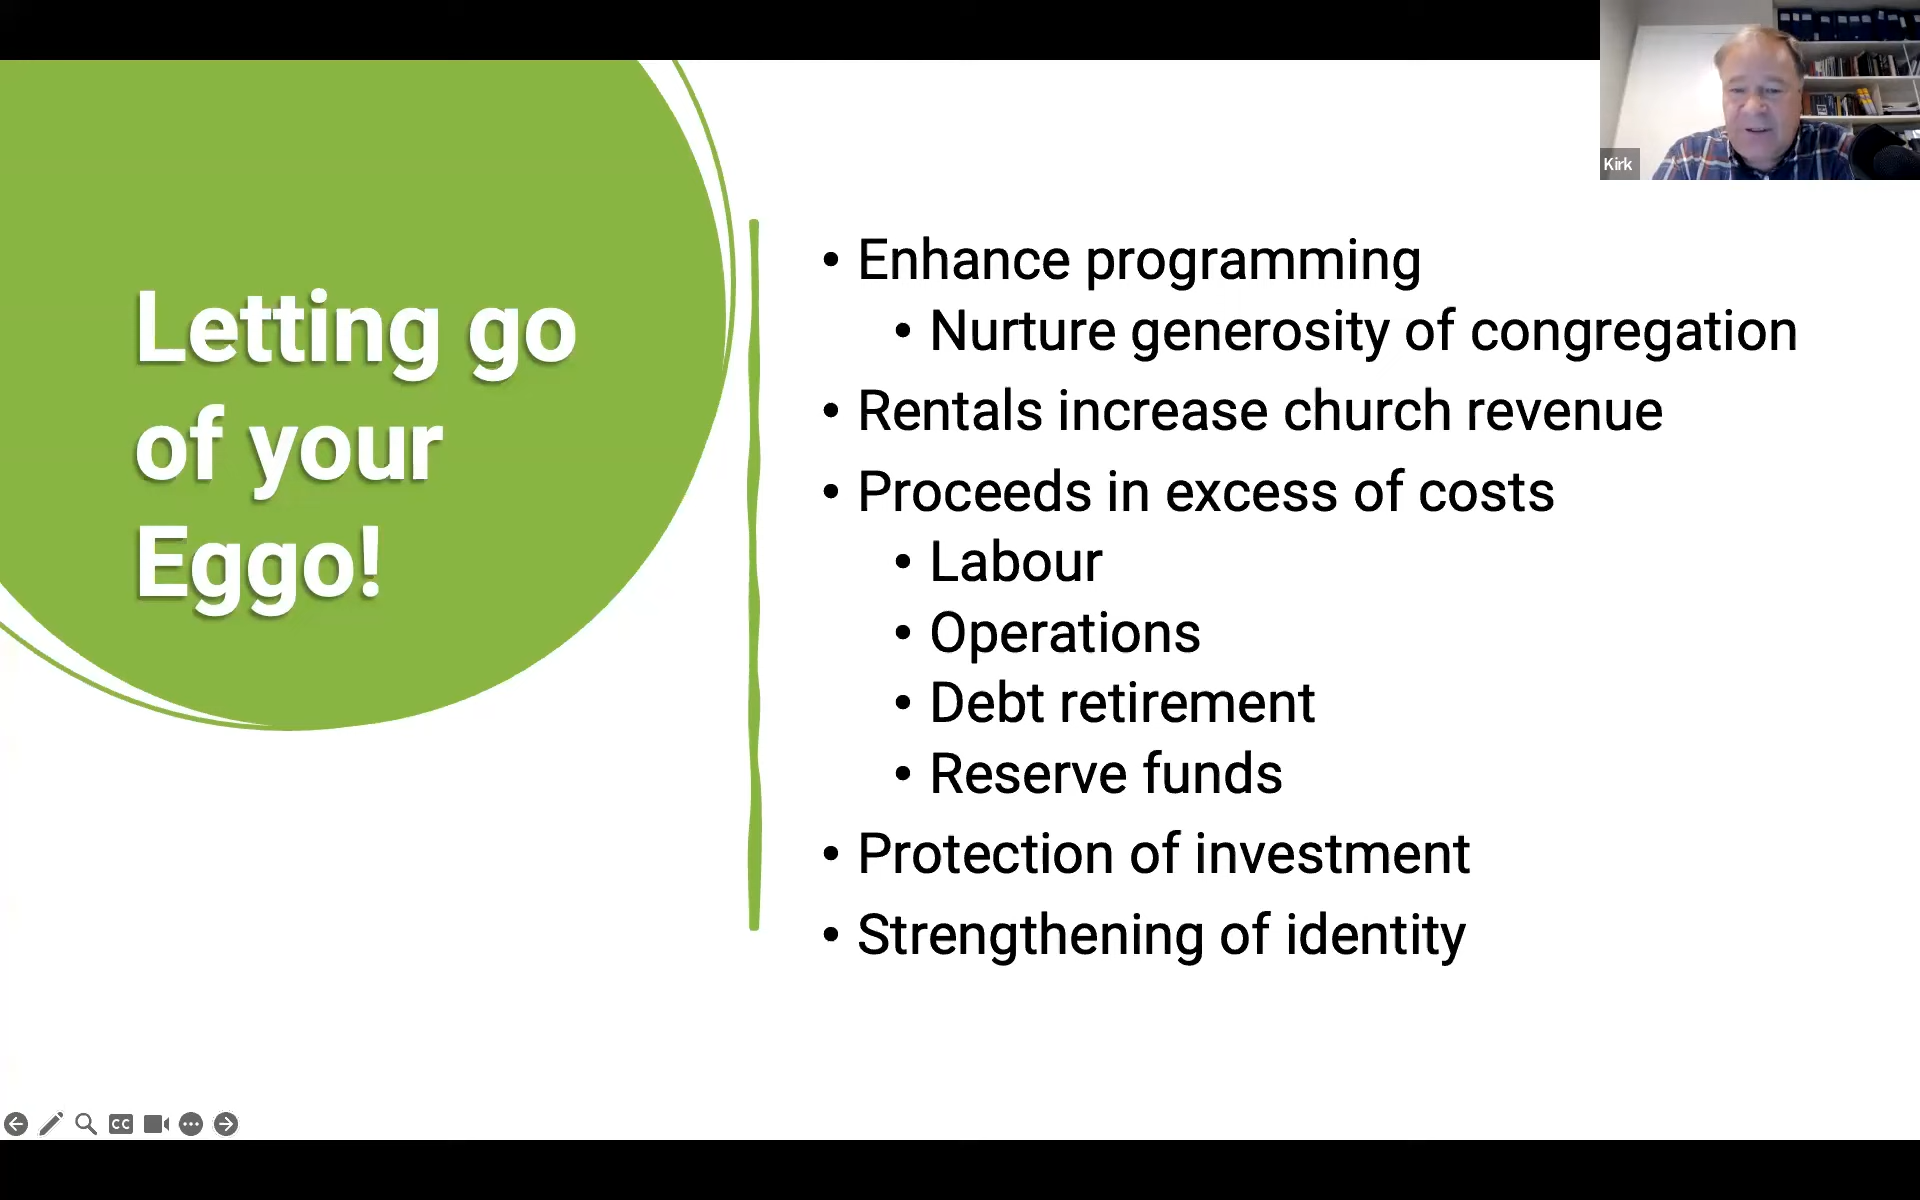 Kirk
Letting go
of your
Eggo!
• Enhance programming
• Nurture generosity of congregation
• Rentals increase church revenue
• Proceeds in excess of costs
• Labour
• Operations
• Debt retirement
• Reserve funds
• Protection of investment
• Strengthening of identity
CC